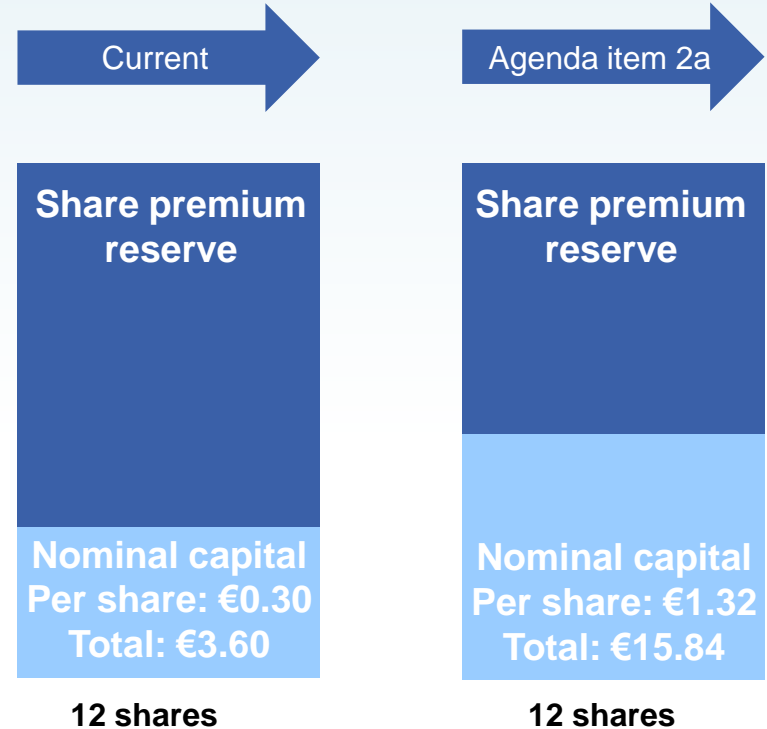 Current
Share premium
reserve
Nominal capital
Per share: €0.30
Total: €3.60
12 shares
Agenda item 2a
Share premium
reserve
Nominal capital
Per share: €1.32
Total: €15.84
12 shares